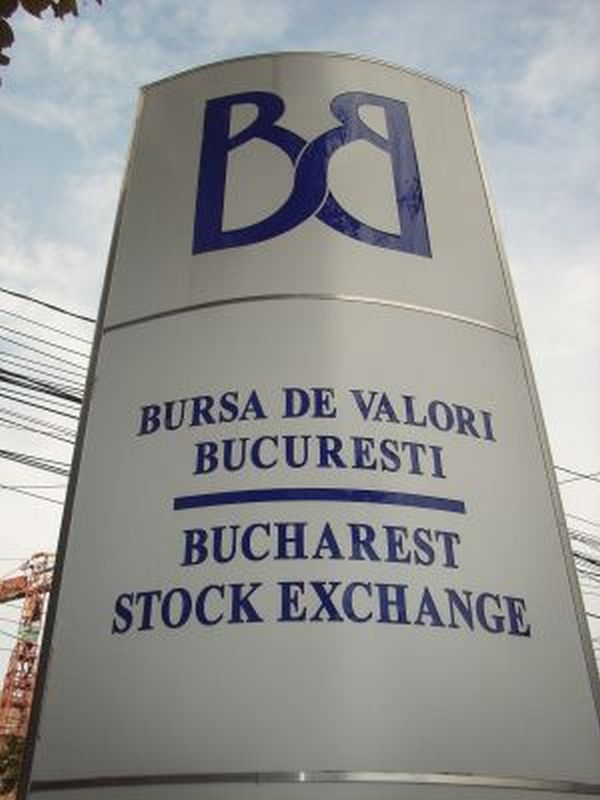 BB
BURSA DE VALORI
BUCURESTI
BUCHAREST
STOCK EXCHANGE